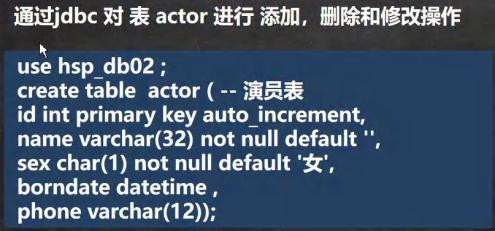 通过jdbc 对 表 actor 进行 添加，删除和修改操作
use hsp_db02 ;
create table  actor ( -- 演员表
id int primary key auto_increment,
name varchar(32) not null default '',
sex char(1) not null default '女',
borndate datetime ,
phone varchar(12));